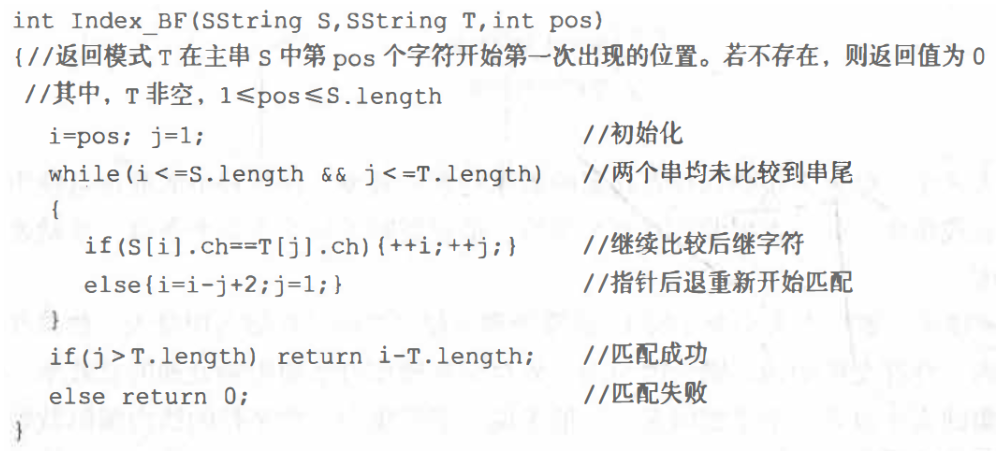 int Index_BF(SString S,SString T,int pos)
{//返回模式 T 在主串 S 中第 pos 个字符开始第一次出现的位置。若不存在，则返回值为 0
//其中，T 非空，1≤pos≤S.length
i=pos; j=1; //初始化
while(i<=S.length && j<=T.length) //两个串均未比较到串尾
{
if(S[i].ch==T[j].ch){++i;++j;} //继续比较后继字符
else{i=i-j+2;j=1;} //指针后退重新开始匹配
}
if(j>T.length) return i-T.length; //匹配成功
else return 0; //匹配失败
}